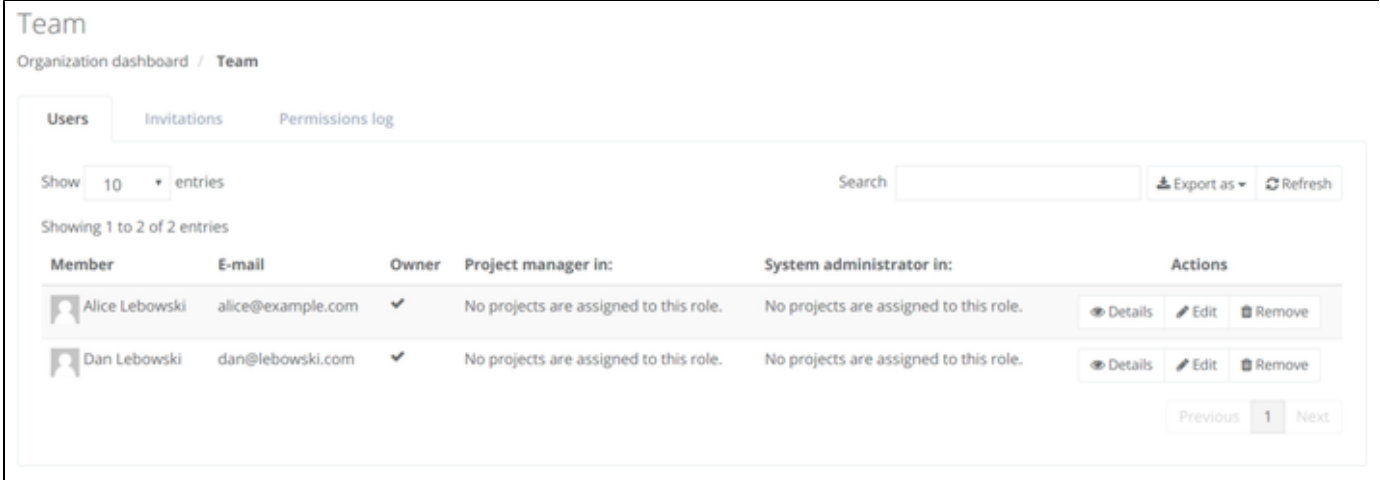 Team
Organization dashboard / Team
Users Invitations Permissions log
Show 10 entries Search Export as Refresh
Showing 1 to 2 of 2 entries
Member E-mail Owner Project manager in: System administrator in: Actions
Alice Lebowski alice@example.com No projects are assigned to this role. No projects are assigned to this role. Details Edit Remove
Dan Lebowski dan@lebowski.com No projects are assigned to this role. No projects are assigned to this role. Details Edit Remove
Previous 1 Next